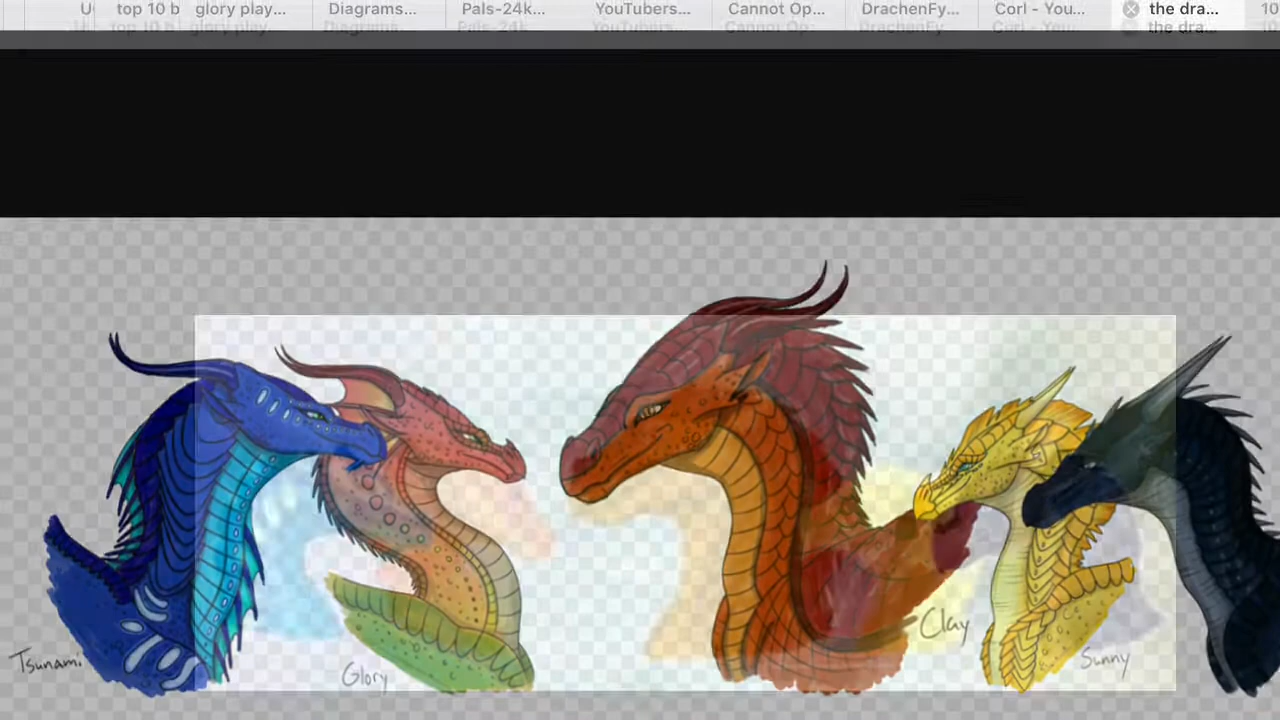 top 10 b glory play... Diagrams... Pals-24k... YouTubers... Cannot Op... DrachenFy... Corl - You... the dra... 10
Tsunami
Glory
Clay
Sunny